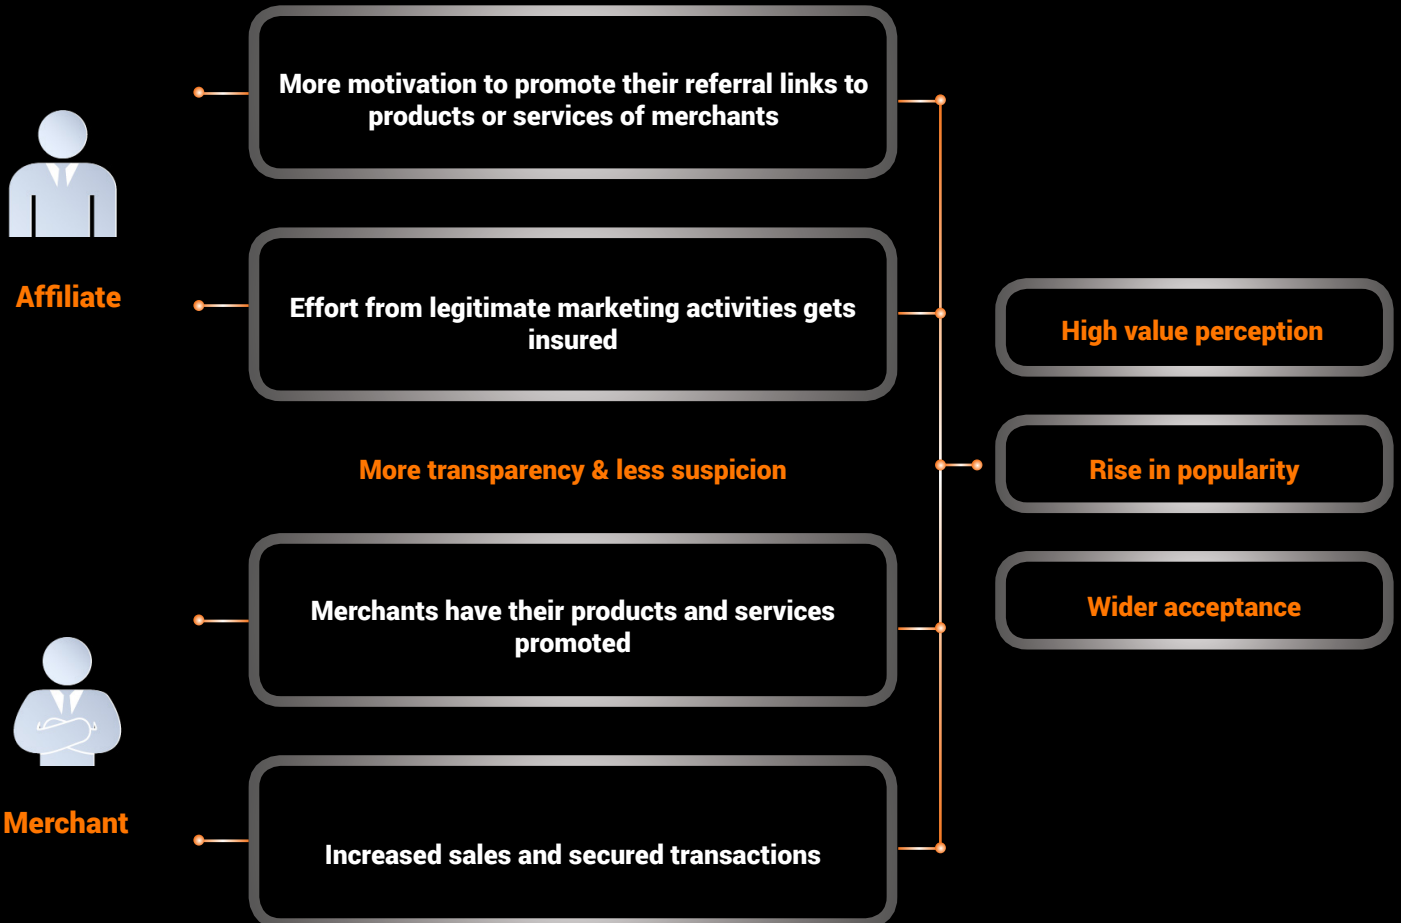 More motivation to promote their referral links to
products or services of merchants
Affiliate
Effort from legitimate marketing activities gets
insured
More transparency & less suspicion
Merchants have their products and services
promoted
Merchant
Increased sales and secured transactions
High value perception
Rise in popularity
Wider acceptance